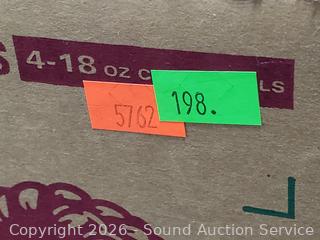 S 4-18 OZ C LS
5762
198.
Copyright 2026 - Sound Auction Service